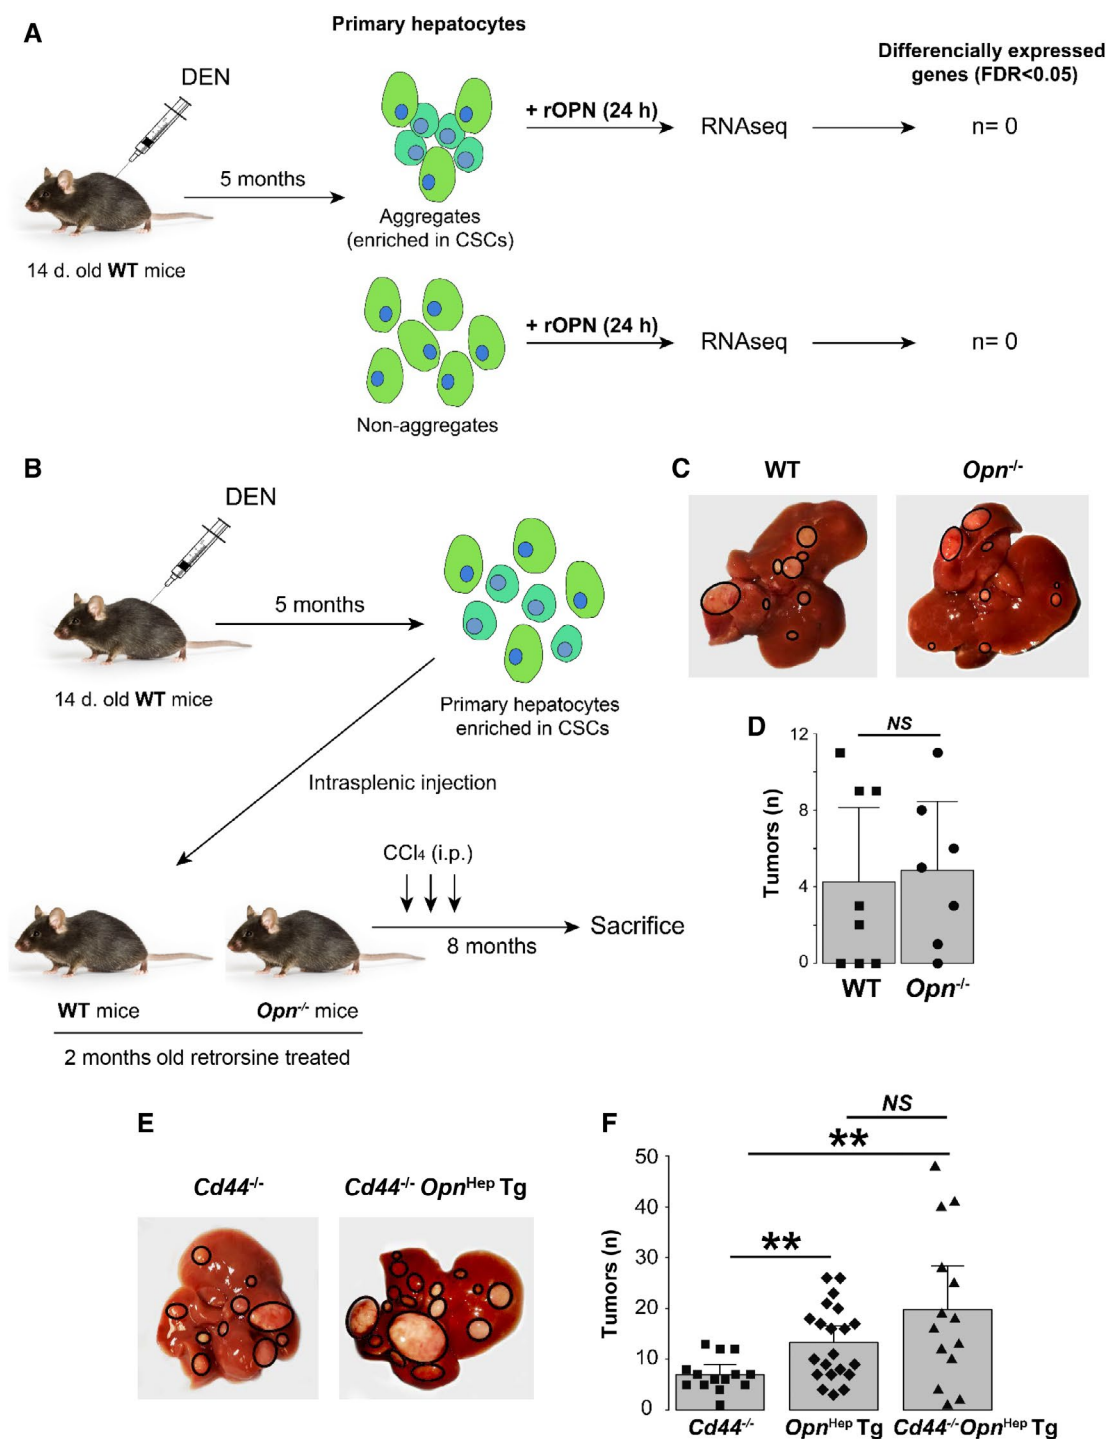 A
Primary hepatocytes
Differencially expressed
genes (FDR<0.05)
DEN
+ rOPN (24 h)
RNAseq
n= 0
5 months
Aggregates
(enriched in CSCs)
14 d. old WT mice
+ rOPN (24 h)
RNAseq
n= 0
Non-aggregates
B
DEN
5 months
14 d. old WT mice
Primary hepatocytes
enriched in CSCs
Intrasplenic injection
CCl₄ (i.p.)
8 months
Sacrifice
WT mice
Opn⁻/⁻ mice
2 months old retrorsine treated
C
WT
Opn⁻/⁻
D
NS
12
8
4
0
Tumors (n)
WT
Opn⁻/⁻
E
Cd44⁻/⁻
Cd44⁻/⁻ Opnᴴᵉᵖ Tg
F
NS
**
**
50
40
30
20
10
0
Tumors (n)
Cd44⁻/⁻
Opnᴴᵉᵖ Tg
Cd44⁻/⁻Opnᴴᵉᵖ Tg